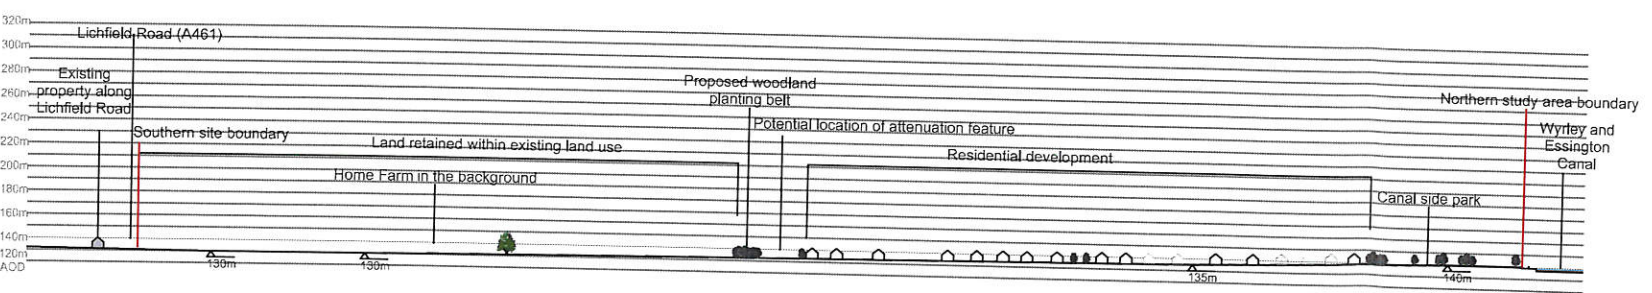 320m
300m
280m
260m
240m
220m
200m
180m
160m
140m
120m
AOD
Lichfield Road (A461)
Existing
property along
Lichfield Road
Southern site boundary
Land retained within existing land use
Home Farm in the background
Proposed woodland
planting belt
Potential location of attenuation feature
Residential development
Canal side park
Northern study area boundary
Wyrley and
Essington
Canal
130m
130m
135m
140m